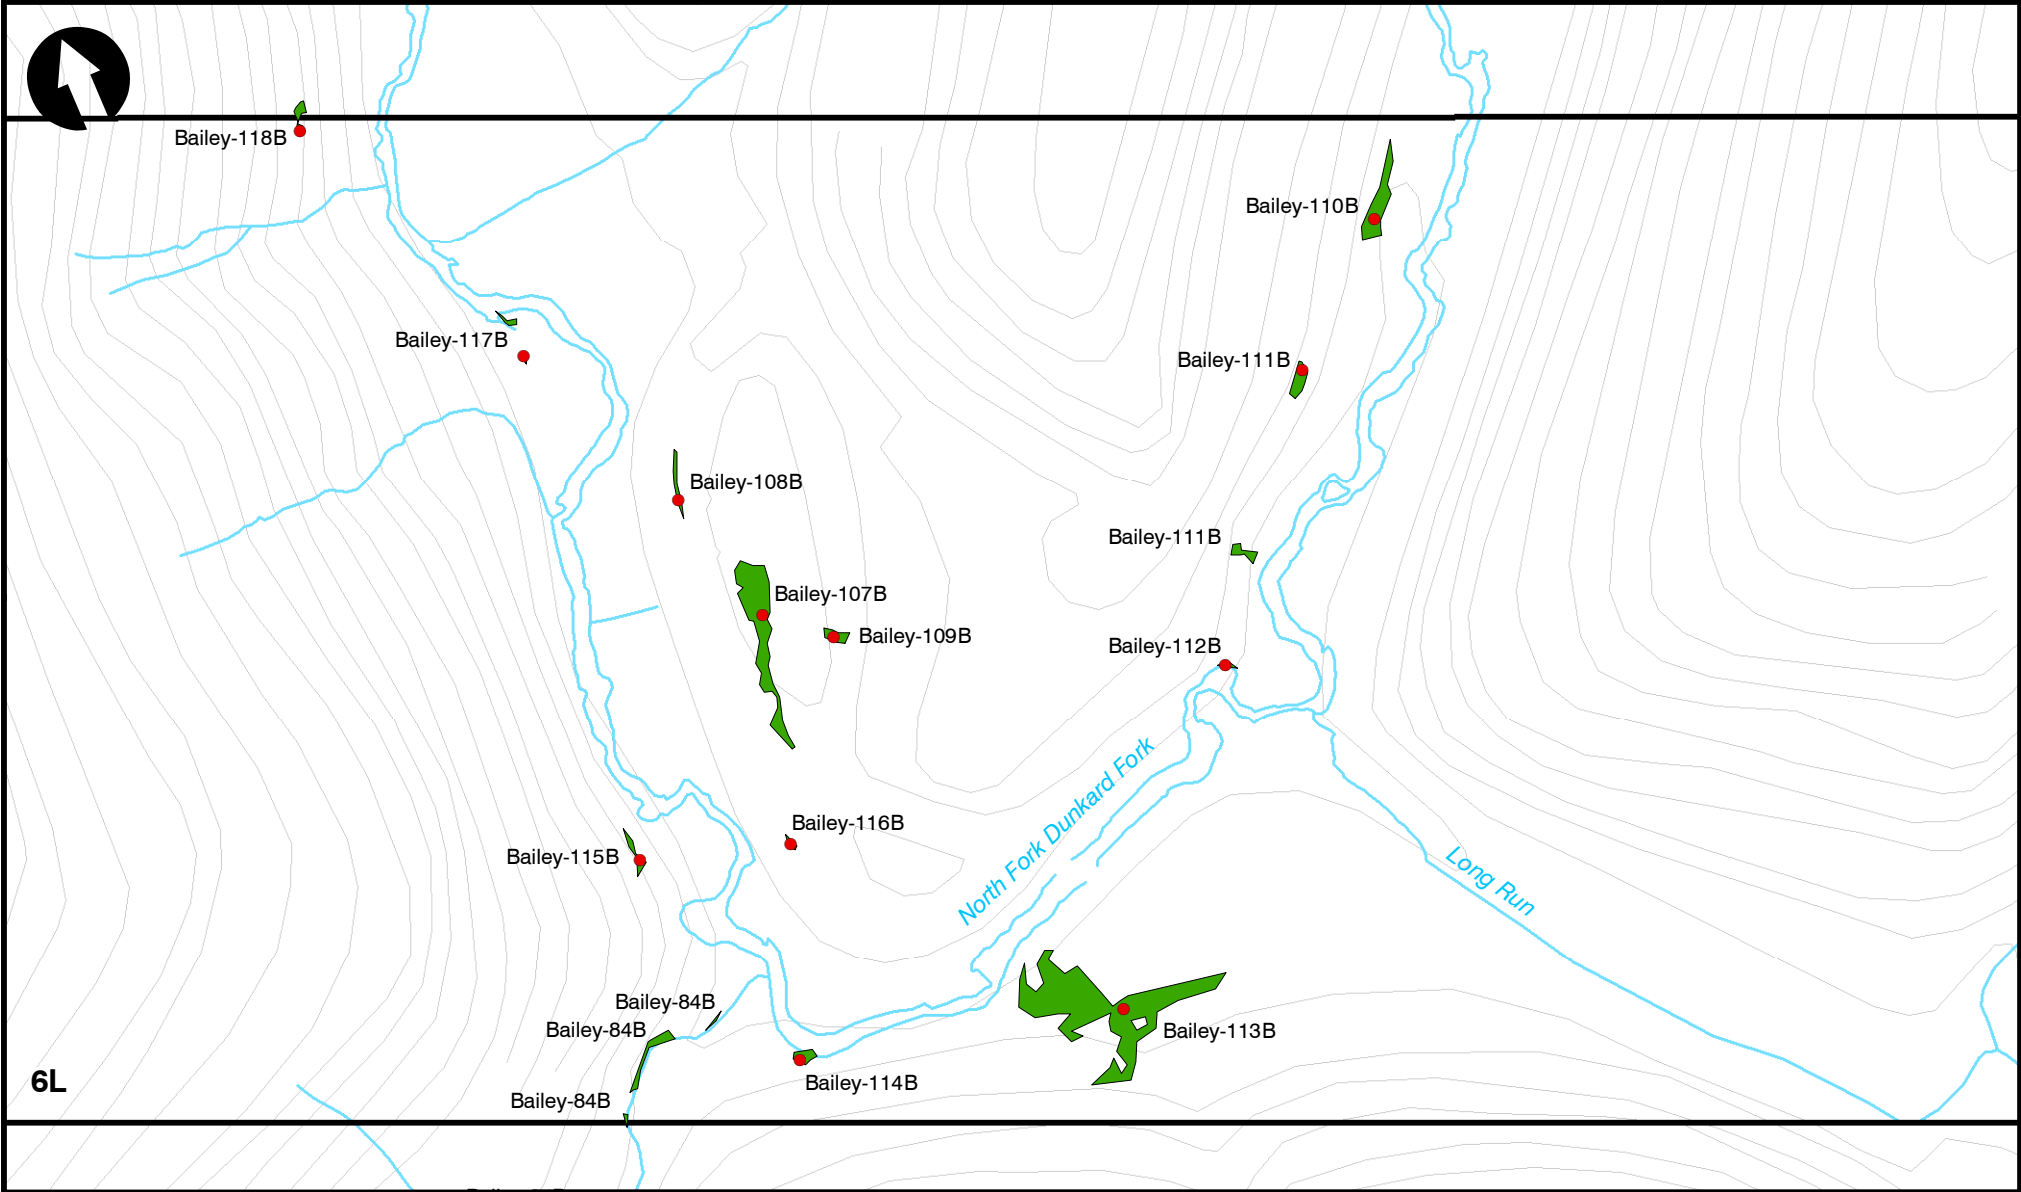 Bailey-118B
Bailey-110B
Bailey-117B
Bailey-111B
Bailey-108B
Bailey-111B
Bailey-107B
Bailey-109B
Bailey-112B
North Fork Dunkard Fork
Bailey-116B
Bailey-115B
Long Run
Bailey-84B
Bailey-84B
Bailey-113B
6L
Bailey-114B
Bailey-84B